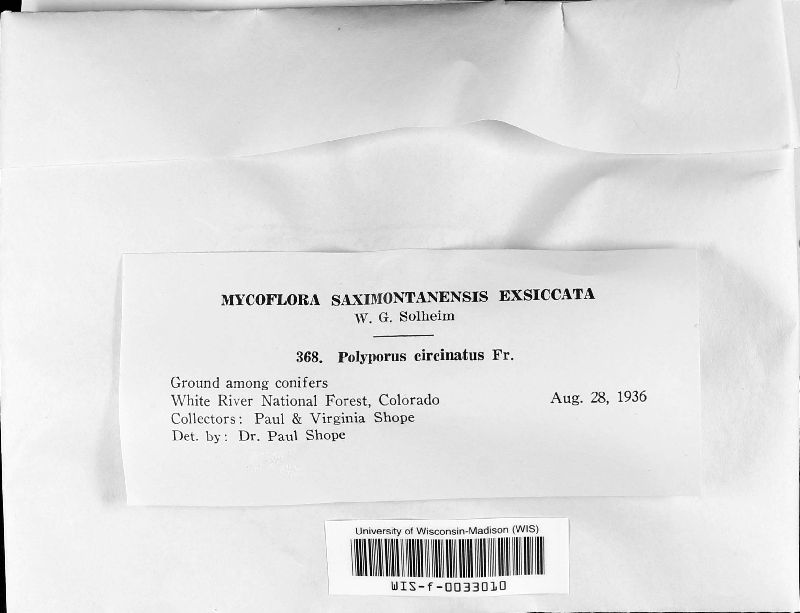 MYCOFLORA SAXIMONTANENSIS EXSICCATA
W. G. Solheim
368. Polyporus circinatus Fr.
Ground among conifers
White River National Forest, Colorado Aug. 28, 1936
Collectors: Paul & Virginia Shope
Det. by: Dr. Paul Shope
University of Wisconsin-Madison (WIS)
WIS-f-0033010